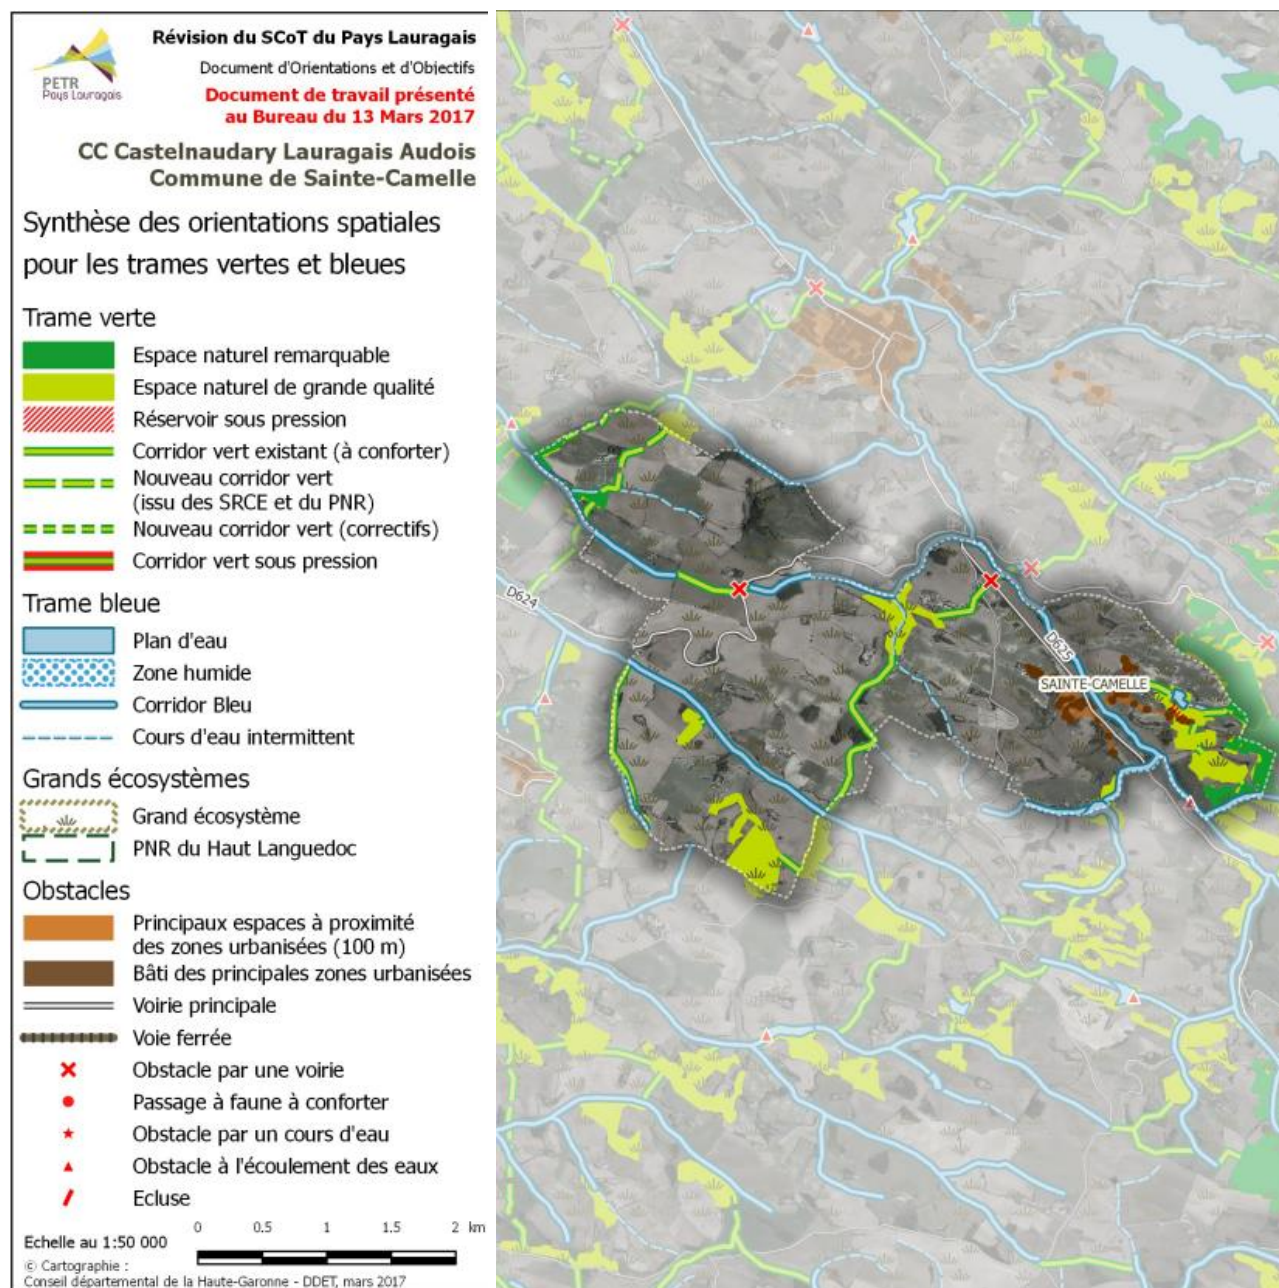 PETR
Pays Lauragais
Révision du SCoT du Pays Lauragais
Document d'Orientations et d'Objectifs
Document de travail présenté
au Bureau du 13 Mars 2017
CC Castelnaudary Lauragais Audois
Commune de Sainte-Camelle
Synthèse des orientations spatiales
pour les trames vertes et bleues
Trame verte
Espace naturel remarquable
Espace naturel de grande qualité
Réservoir sous pression
Corridor vert existant (à conforter)
Nouveau corridor vert
(issu des SRCE et du PNR)
Nouveau corridor vert (correctifs)
Corridor vert sous pression
Trame bleue
Plan d'eau
Zone humide
Corridor Bleu
Cours d'eau intermittent
Grands écosystèmes
Grand écosystème
PNR du Haut Languedoc
Obstacles
Principaux espaces à proximité
des zones urbanisées (100 m)
Bâti des principales zones urbanisées
Voirie principale
Voie ferrée
Obstacle par une voirie
Passage à faune à conforter
Obstacle par un cours d'eau
Obstacle à l'écoulement des eaux
Ecluse
0 0.5 1 1.5 2 km
Echelle au 1:50 000
© Cartographie :
Conseil départemental de la Haute-Garonne - DDET, mars 2017
D624
D625
SAINTE-CAMELLE